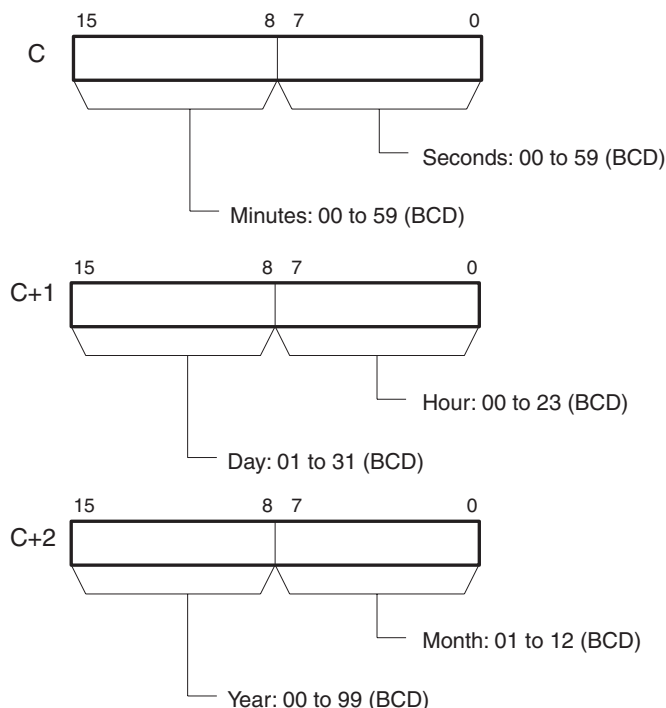 15 8 7 0
C
Seconds: 00 to 59 (BCD)
Minutes: 00 to 59 (BCD)
15 8 7 0
C+1
Hour: 00 to 23 (BCD)
Day: 01 to 31 (BCD)
15 8 7 0
C+2
Month: 01 to 12 (BCD)
Year: 00 to 99 (BCD)